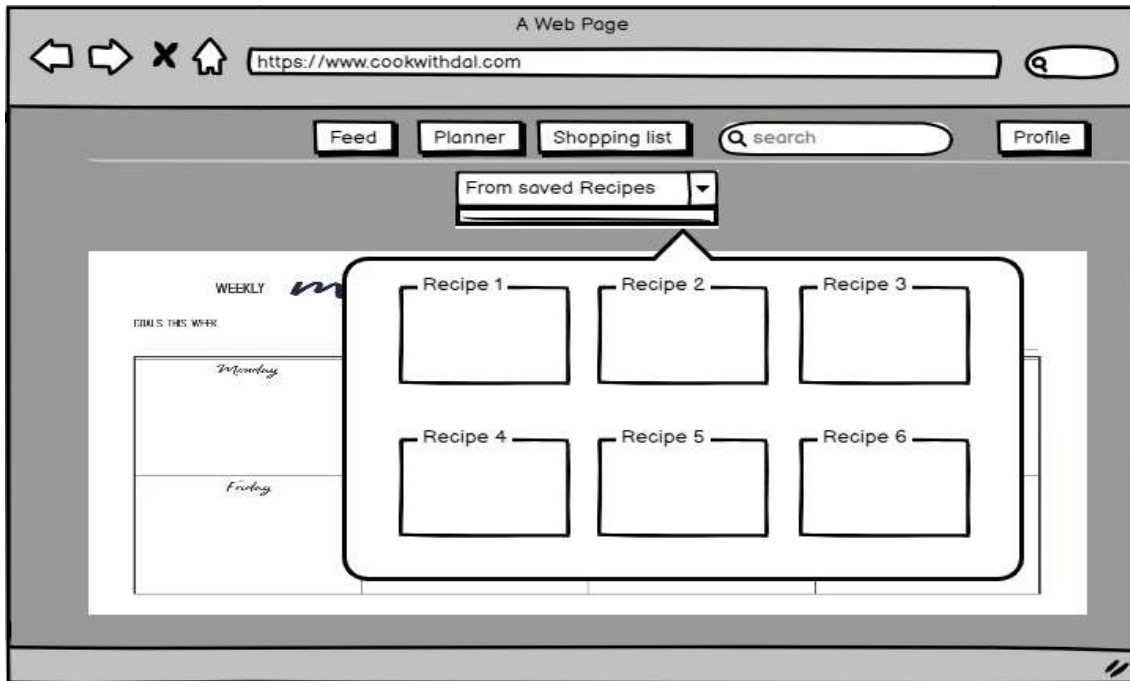 A Web Page
https://www.cookwithdal.com
Feed Planner Shopping list search Profile
From saved Recipes
WEEKLY
GOALS THIS WEEK
Recipe 1 Recipe 2 Recipe 3
Monday
Recipe 4 Recipe 5 Recipe 6
Friday